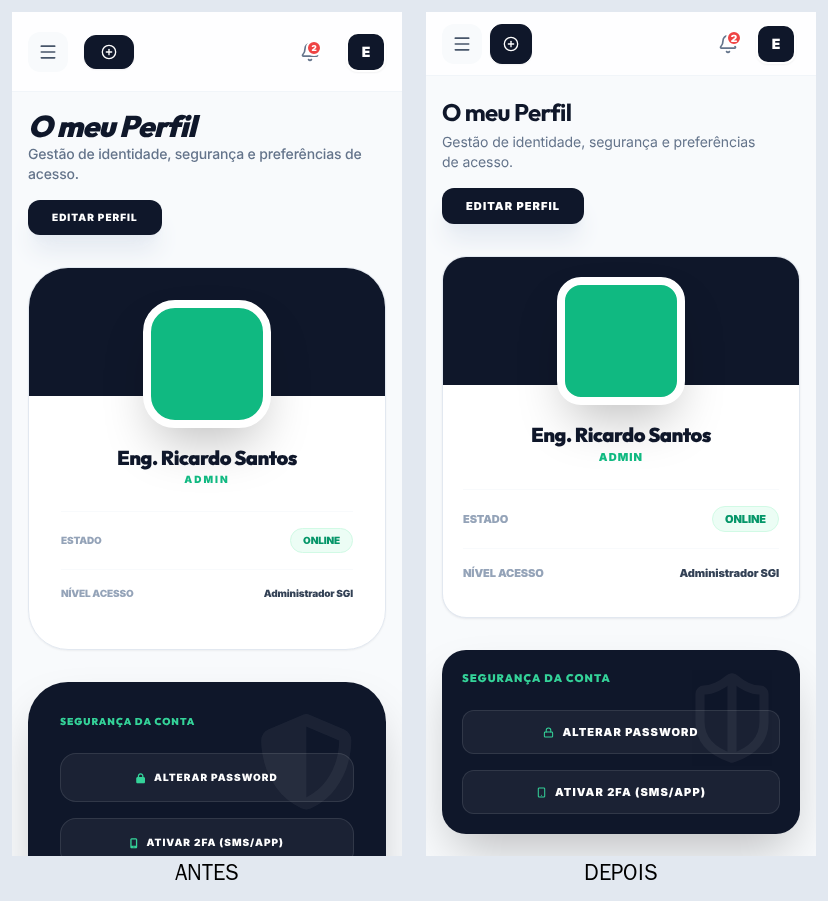 2
E
O meu Perfil
Gestão de identidade, segurança e preferências de
acesso.
EDITAR PERFIL
Eng. Ricardo Santos
ADMIN
ESTADO
ONLINE
NÍVEL ACESSO
Administrador SGI
SEGURANÇA DA CONTA
ALTERAR PASSWORD
ATIVAR 2FA (SMS/APP)
ANTES
2
E
O meu Perfil
Gestão de identidade, segurança e preferências
de acesso.
EDITAR PERFIL
Eng. Ricardo Santos
ADMIN
ESTADO
ONLINE
NÍVEL ACESSO
Administrador SGI
SEGURANÇA DA CONTA
ALTERAR PASSWORD
ATIVAR 2FA (SMS/APP)
DEPOIS